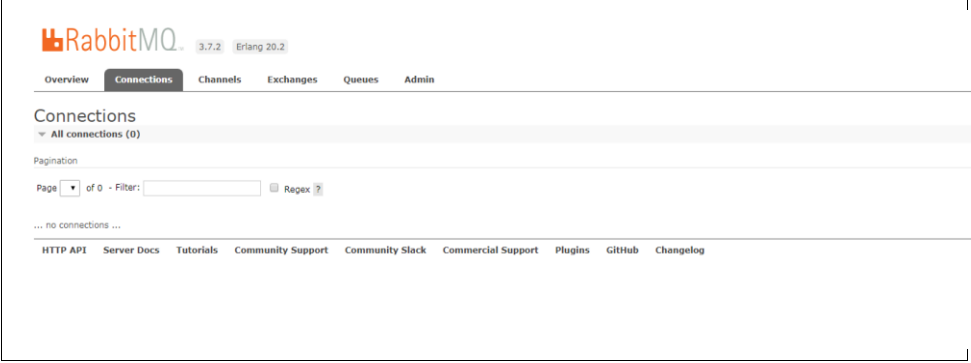 RabbitMQ 3.7.2 Erlang 20.2
Overview Connections Channels Exchanges Queues Admin
Connections
All connections (0)
Pagination
Page of 0 - Filter: Regex ?
... no connections ...
HTTP API Server Docs Tutorials Community Support Community Slack Commercial Support Plugins GitHub Changelog